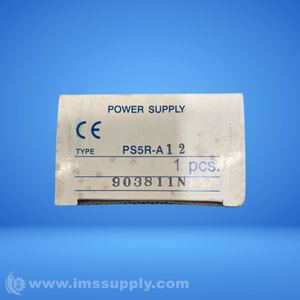 POWER SUPPLY
CE
TYPE PS5R-A12
1 pcs.
903811N
© www.imssupply.com